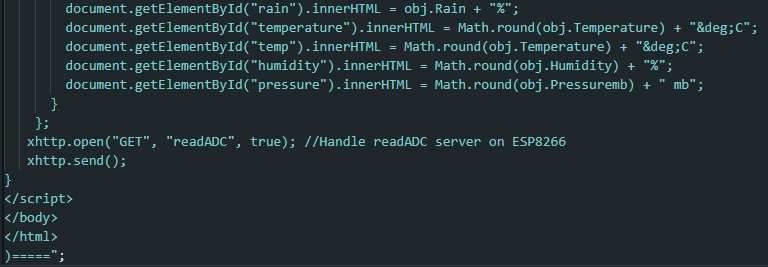 document.getElementById("rain").innerHTML = obj.Rain + "%";
document.getElementById("temperature").innerHTML = Math.round(obj.Temperature) + "&deg;C";
document.getElementById("temp").innerHTML = Math.round(obj.Temperature) + "&deg;C";
document.getElementById("humidity").innerHTML = Math.round(obj.Humidity) + "%";
document.getElementById("pressure").innerHTML = Math.round(obj.Pressuremb) + " mb";
}
};
xhttp.open("GET", "readADC", true); //Handle readADC server on ESP8266
xhttp.send();
}
</script>
</body>
</html>
)=====";